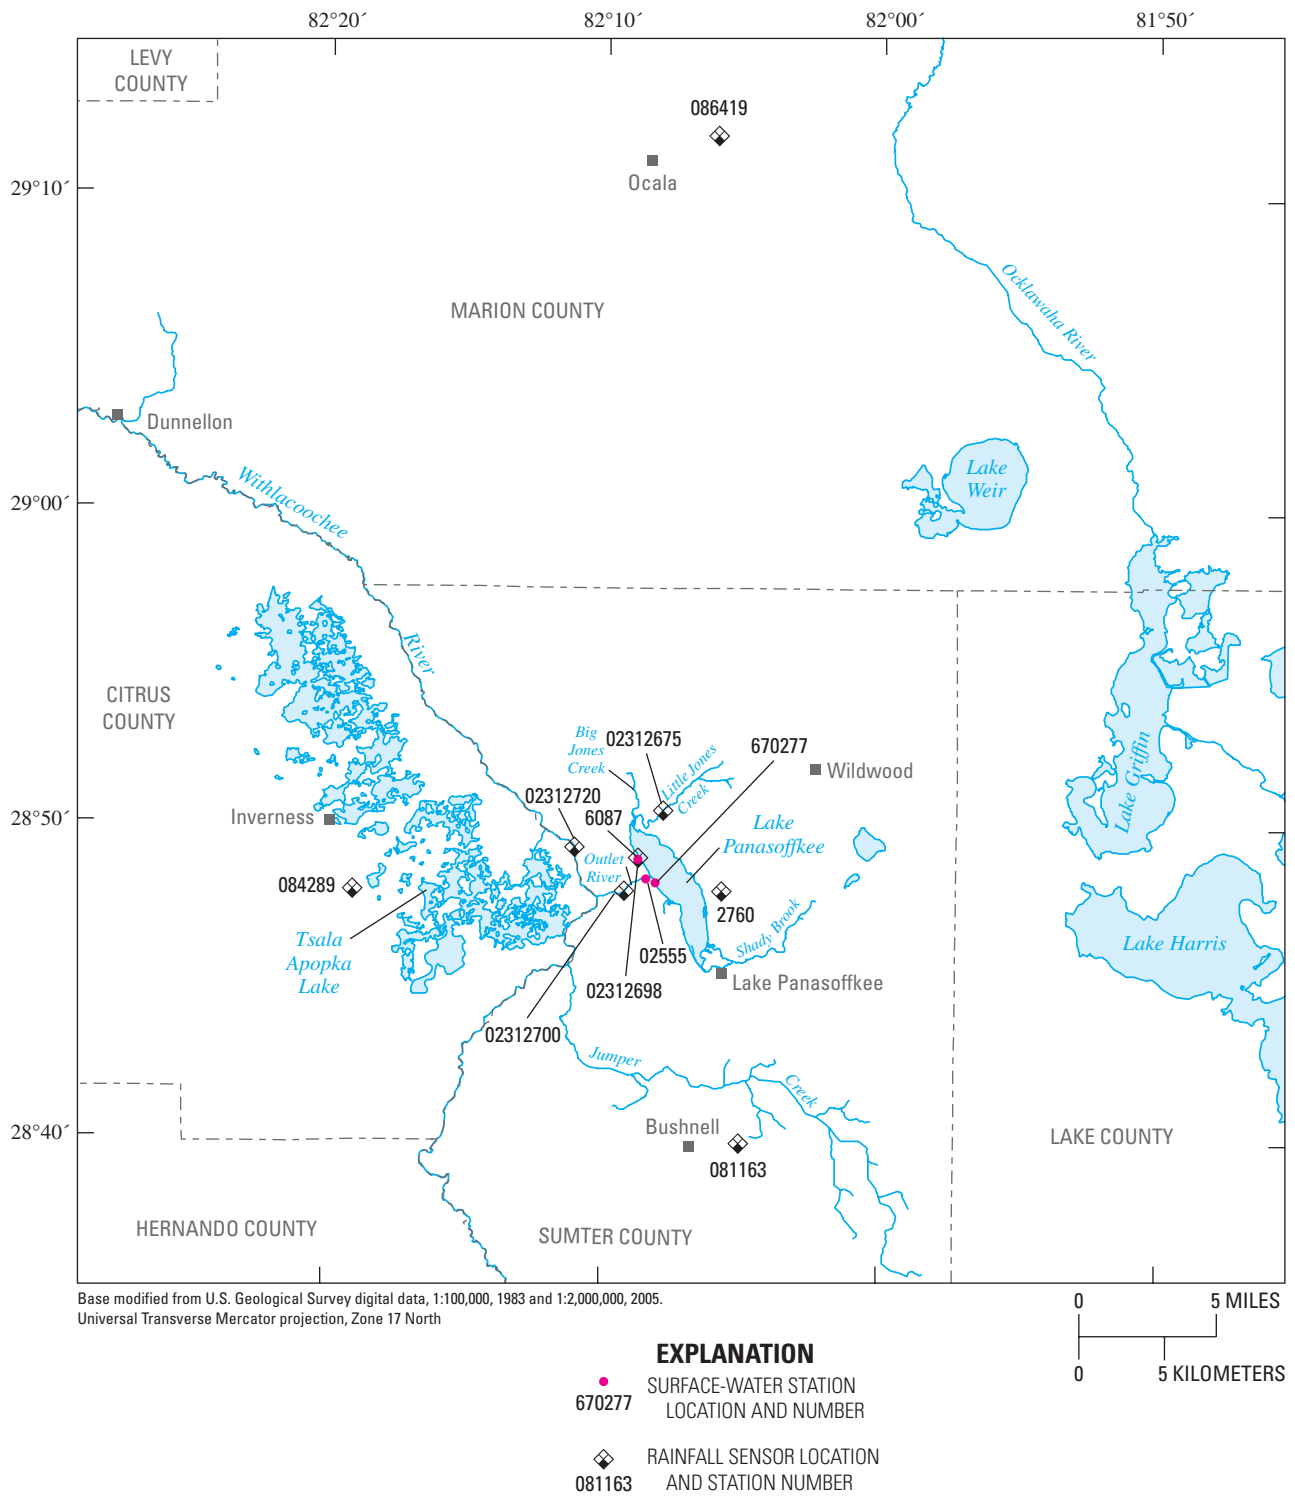 82°20´
82°10´
82°00´
81°50´
LEVY
COUNTY
086419
Ocala
29°10´
Ocklawaha River
MARION COUNTY
Dunnellon
Withlacoochee
River
Lake
Weir
29°00´
CITRUS
COUNTY
Big
Jones
Creek
02312675
670277
Little Jones
Creek
Wildwood
02312720
6087
Lake
Panasoffkee
Lake Griffin
Inverness
28°50´
Outlet
River
084289
2760
Shady Brook
Tsala
Apopka
Lake
02555
Lake Harris
02312698
Lake Panasoffkee
02312700
Jumper
Creek
Bushnell
28°40´
081163
LAKE COUNTY
HERNANDO COUNTY
SUMTER COUNTY
Base modified from U.S. Geological Survey digital data, 1:100,000, 1983 and 1:2,000,000, 2005.
Universal Transverse Mercator projection, Zone 17 North
0
5 MILES
0
5 KILOMETERS
EXPLANATION
670277
SURFACE-WATER STATION
LOCATION AND NUMBER
081163
RAINFALL SENSOR LOCATION
AND STATION NUMBER